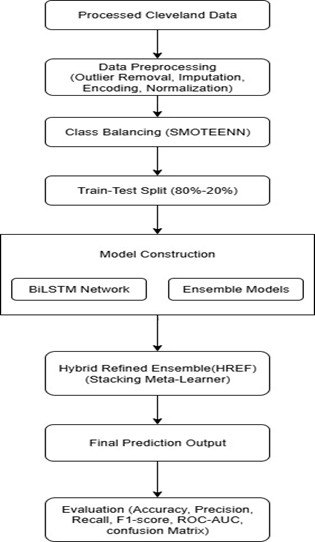 Processed Cleveland Data
Data Preprocessing
(Outlier Removal, Imputation,
Encoding, Normalization)
Class Balancing (SMOTEENN)
Train-Test Split (80%-20%)
Model Construction
BiLSTM Network
Ensemble Models
Hybrid Refined Ensemble(HREF)
(Stacking Meta-Learner)
Final Prediction Output
Evaluation (Accuracy, Precision,
Recall, F1-score, ROC-AUC,
confusion Matrix)